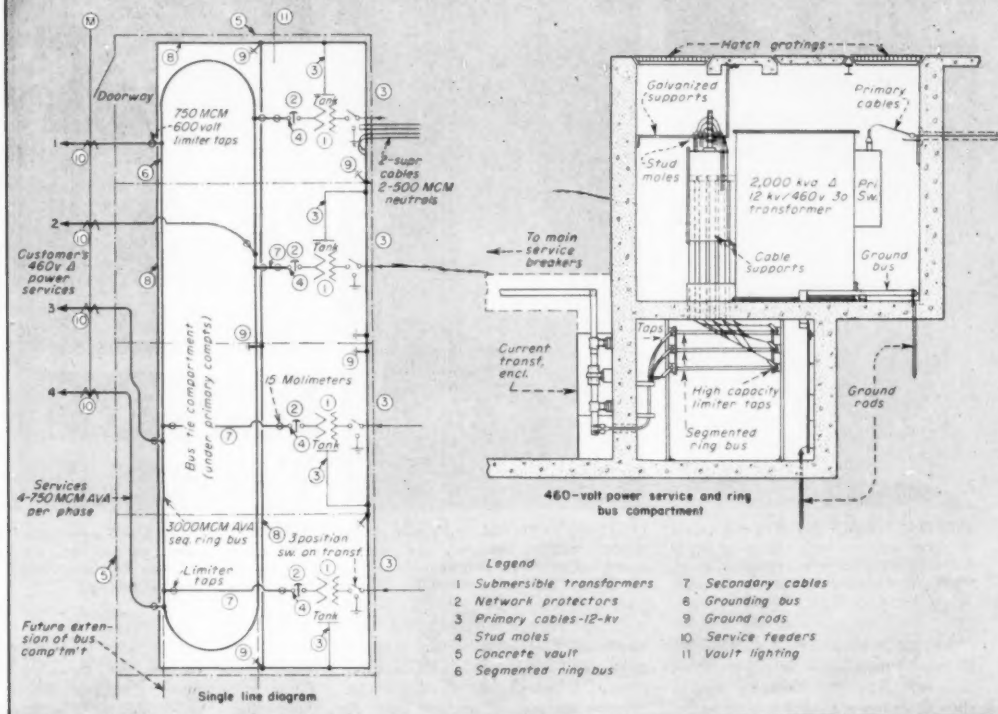 M
5
11
8
9
3
Doorway
750 MCM
600 volt
limiter taps
Tank
2
3
4
1
1
10
6
9
2-supr
cables
2-500 MCM
neutrals
2
10
Customer's
460v Δ
power
services
8
3
Tank
2
3
7
4
1
3
10
9
9
4
10
Bus tie compartment
(under primary compts)
15 Molimeters
1
2
3
7
4
Tank
3
Services
4-750 MCM AVA
per phase
3000MCM AVA
seg. ring bus
8
3 position
sw. on transf.
3
5
Limiter
taps
2
1
7
4
Tank
3
Future exten-
sion of bus
comp'tm't
9
Single line diagram
Hatch gratings
Galvanized
supports
Primary
cables
Stud
moles
2,000 kva Δ
12 kv/460v 3o
transformer
Pri
Sw.
To main
service
breakers
Cable
supports
Ground
bus
Taps
Current
transf.
encl.
High capacity
limiter taps
Segmented
ring bus
Ground
rods
460-volt power service and ring
bus compartment
Legend
1 Submersible transformers
2 Network protectors
3 Primary cables-12-kv
4 Stud moles
5 Concrete vault
6 Segmented ring bus
7 Secondary cables
8 Grounding bus
9 Ground rods
10 Service feeders
11 Vault lighting